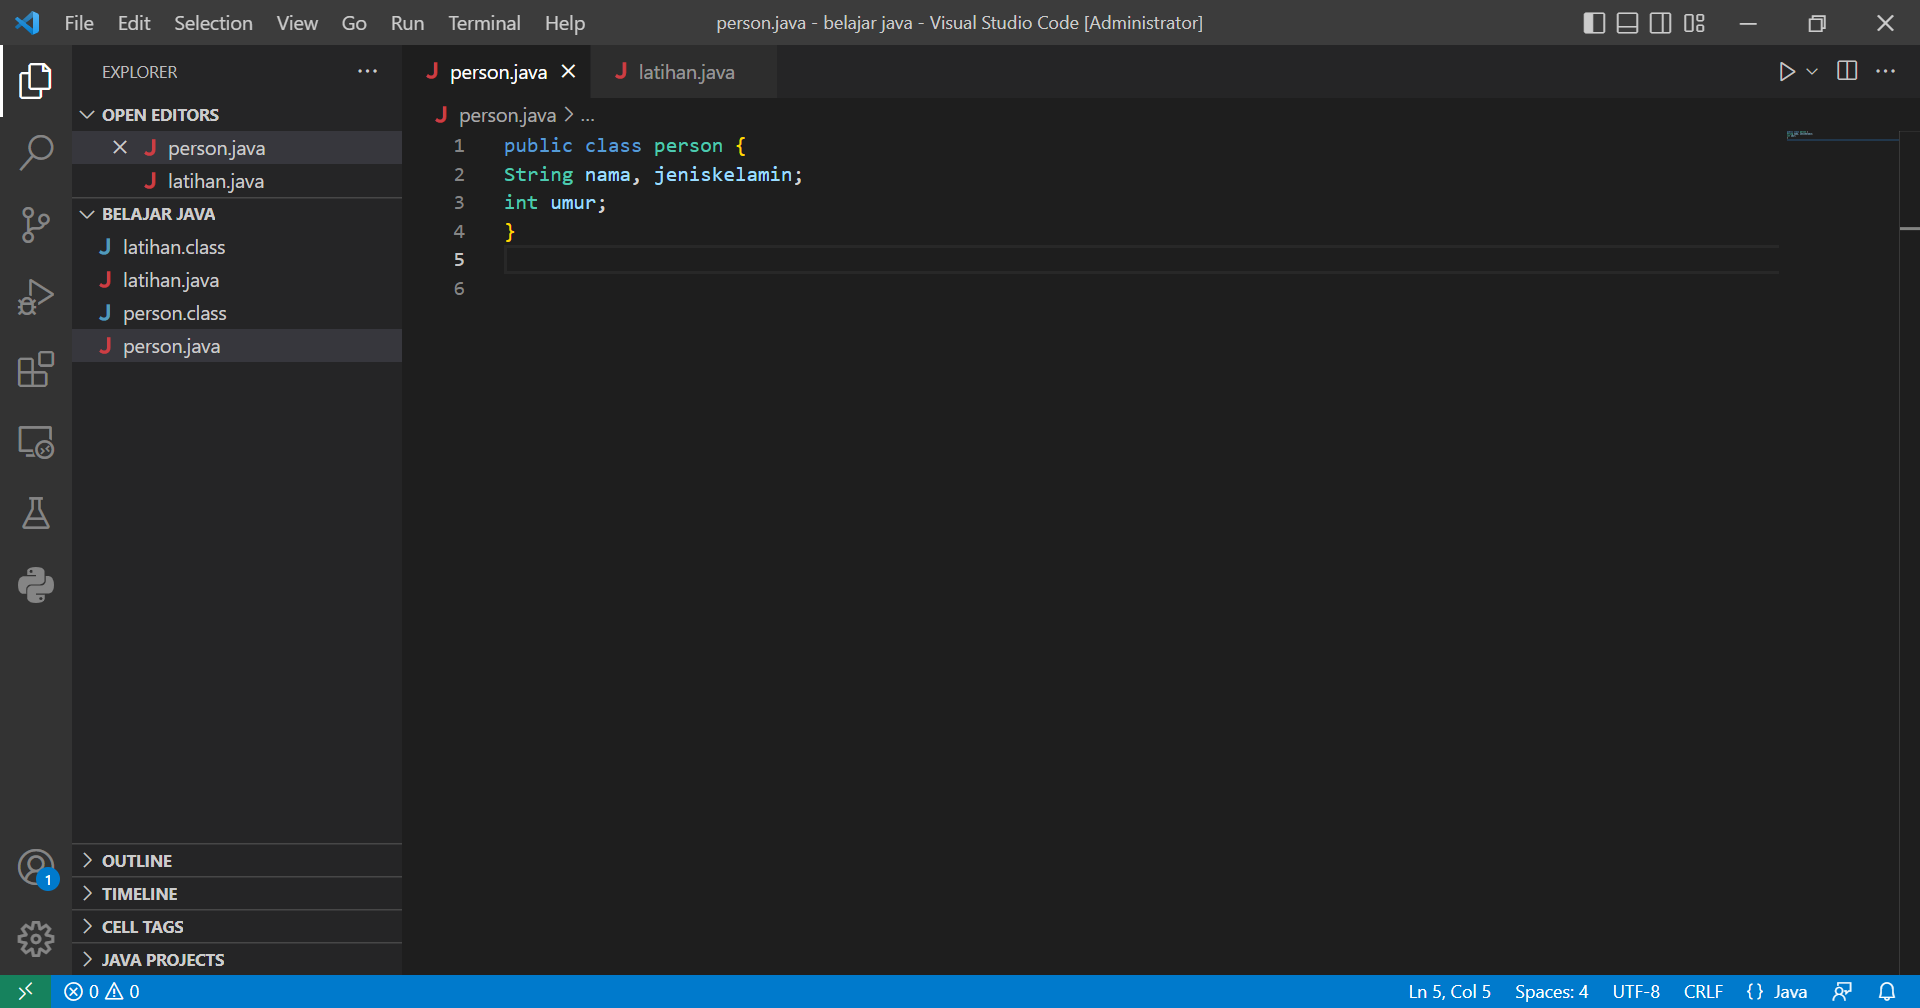 File Edit Selection View Go Run Terminal Help person.java - belajar java - Visual Studio Code [Administrator]
EXPLORER
OPEN EDITORS
person.java
latihan.java
BELAJAR JAVA
latihan.class
latihan.java
person.class
person.java
OUTLINE
TIMELINE
CELL TAGS
JAVA PROJECTS
1
person.java latihan.java
person.java > ...
1 public class person {
2 String nama, jeniskelamin;
3 int umur;
4 }
5
6
0 0 Ln 5, Col 5 Spaces: 4 UTF-8 CRLF {} Java